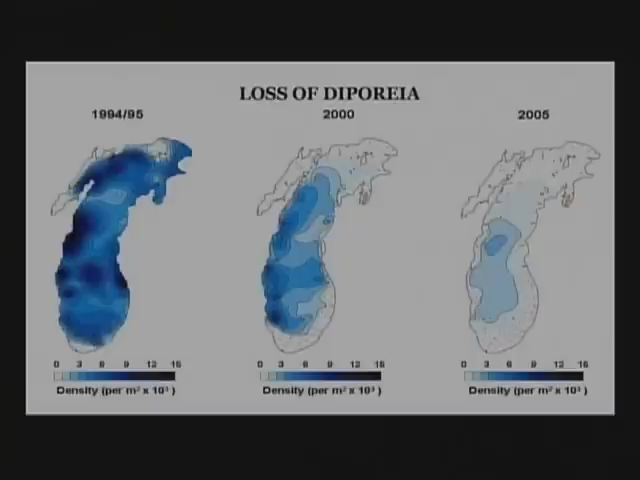 LOSS OF DIPOREIA
1994/95
2000
2005
0 3 6 9 12 15
0 3 6 9 12 15
0 3 6 9 12 15
Density (per m² x 10³)
Density (per m² x 10³)
Density (per m² x 10³)